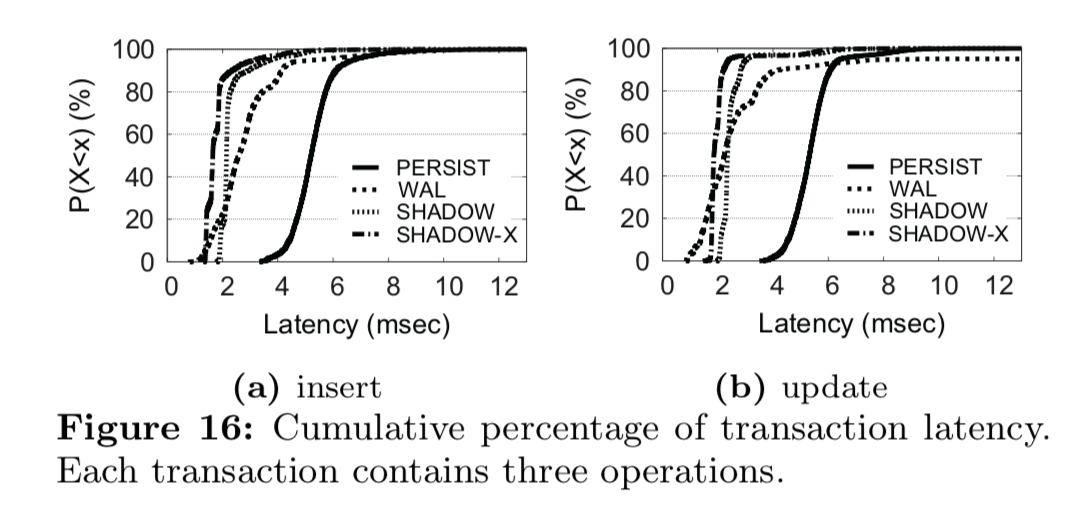 P(X<x) (%)
100
80
60
40
20
0
PERSIST
WAL
SHADOW
SHADOW-X
0 2 4 6 8 10 12
Latency (msec)
(a) insert
P(X<x) (%)
100
80
60
40
20
0
PERSIST
WAL
SHADOW
SHADOW-X
0 2 4 6 8 10 12
Latency (msec)
(b) update
Figure 16: Cumulative percentage of transaction latency.
Each transaction contains three operations.